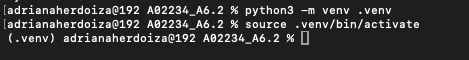 [adrianaherdoiza@192 A02234_A6.2 % python3 -m venv .venv
[adrianaherdoiza@192 A02234_A6.2 % source .venv/bin/activate
(.venv) adrianaherdoiza@192 A02234_A6.2 %